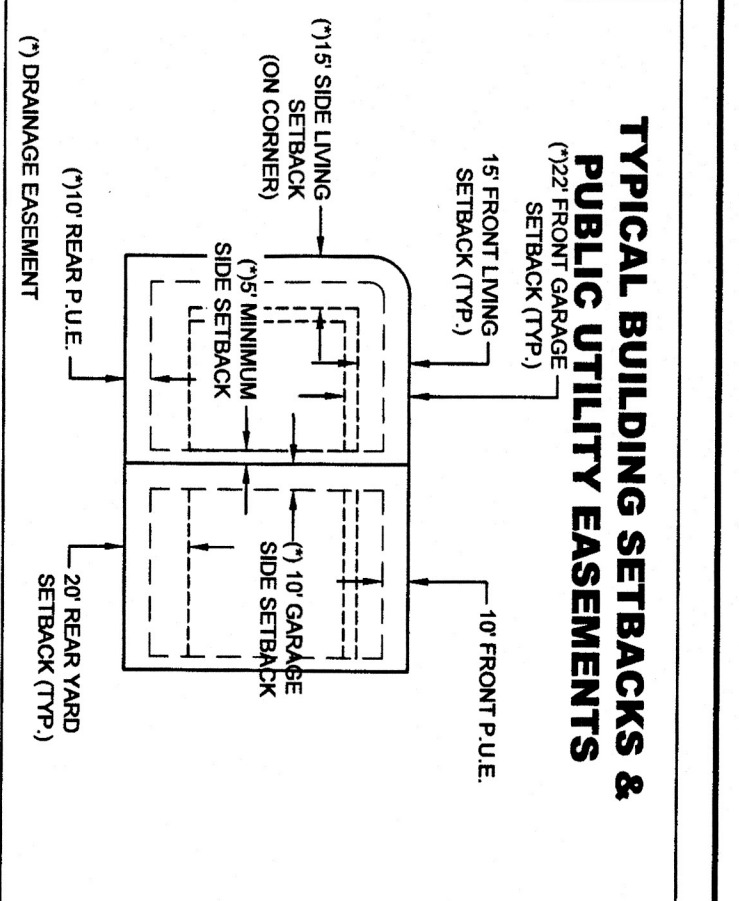 TYPICAL BUILDING SETBACKS &
PUBLIC UTILITY EASEMENTS
(*)22' FRONT GARAGE
SETBACK (TYP.)
15' FRONT LIVING
SETBACK (TYP.)
10' FRONT P.U.E.
(*)15' SIDE LIVING
SETBACK
(ON CORNER)
(*)5' MINIMUM
SIDE SETBACK
(*) 10' GARAGE
SIDE SETBACK
(*)10' REAR P.U.E.
20' REAR YARD
SETBACK (TYP.)
(*) DRAINAGE EASEMENT